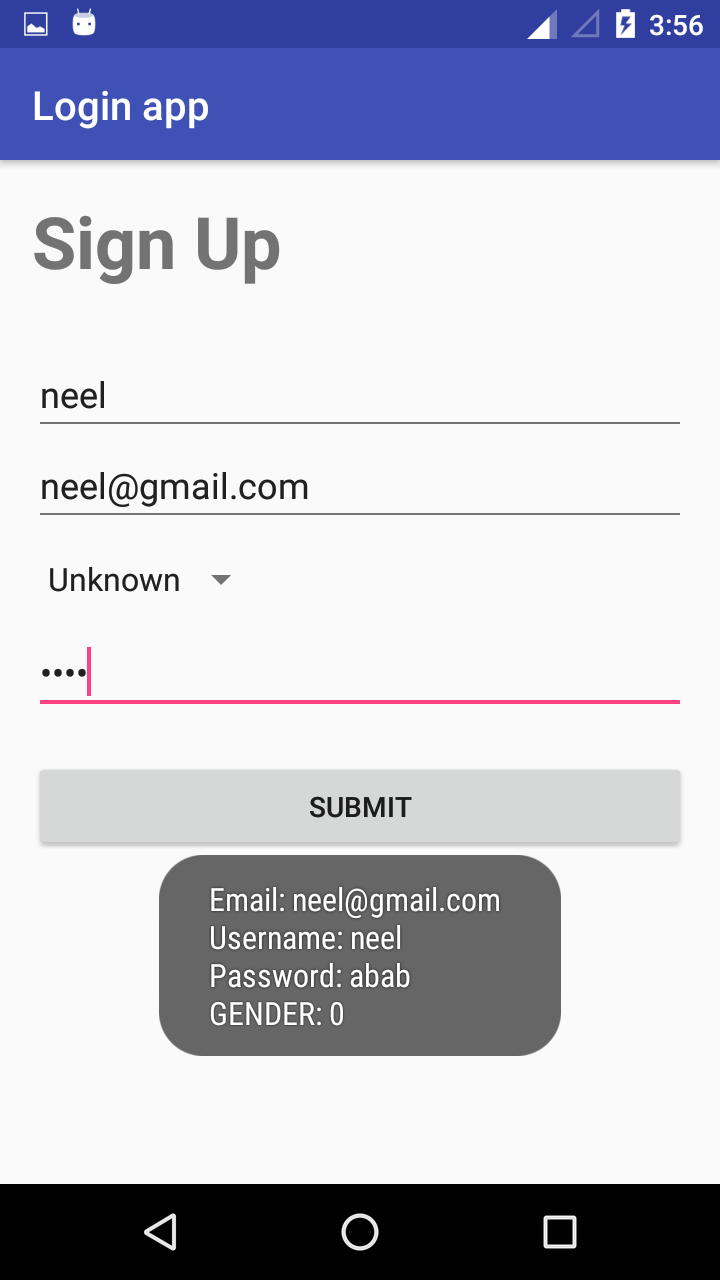 3:56
Login app
Sign Up
neel
neel@gmail.com
Unknown
••••
SUBMIT
Email: neel@gmail.com
Username: neel
Password: abab
GENDER: 0